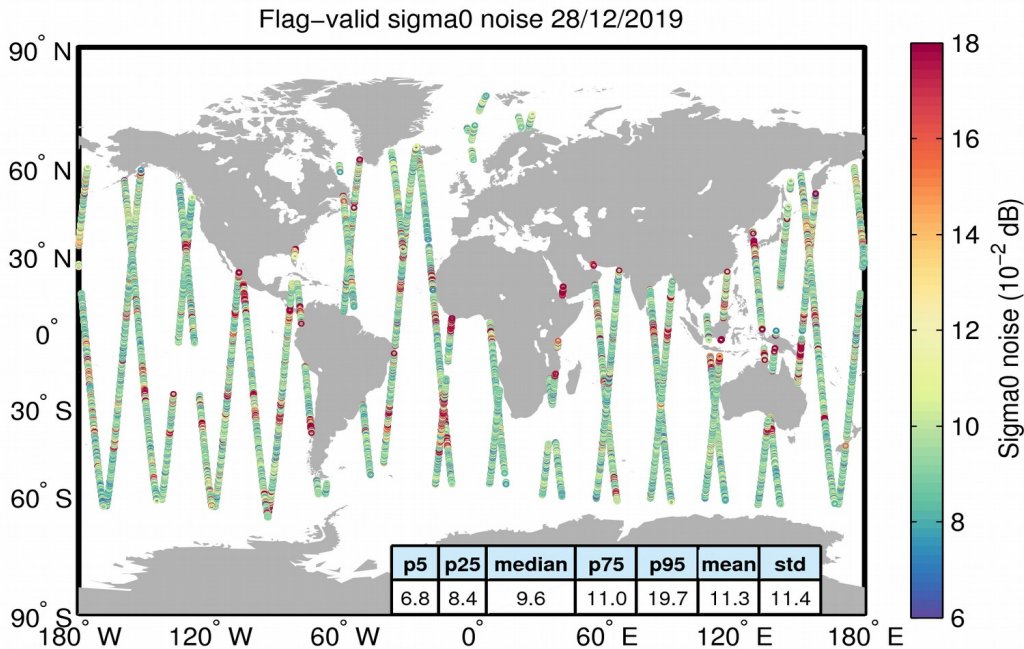 Flag−valid sigma0 noise 28/12/2019
90° N
60° N
30° N
0°
30° S
60° S
90° S
180° W 120° W 60° W 0° 60° E 120° E 180° E
p5 p25 median p75 p95 mean std
6.8 8.4 9.6 11.0 19.7 11.3 11.4
18
16
14
12
10
8
6
Sigma0 noise (10⁻² dB)